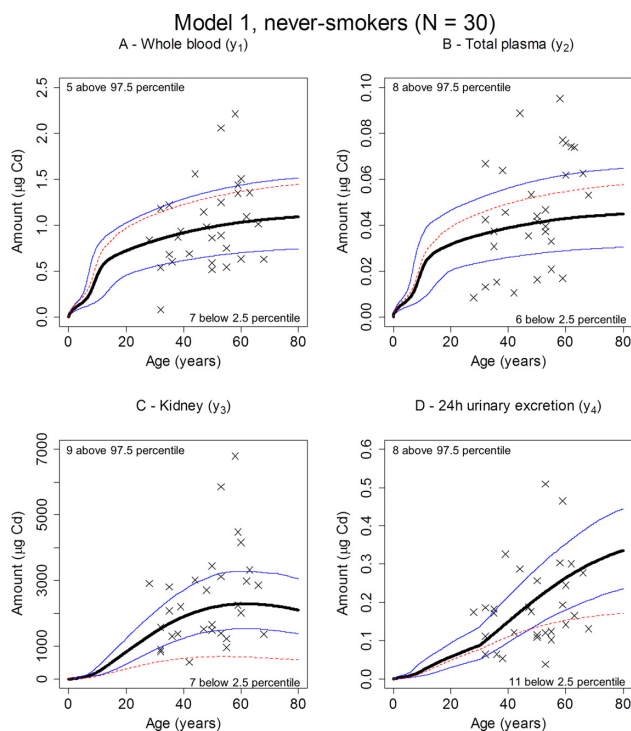 Model 1, never-smokers (N = 30)
A - Whole blood (y1)
5 above 97.5 percentile
Amount (μg Cd)
2.5
2.0
1.5
1.0
0.5
0.0
7 below 2.5 percentile
0 20 40 60 80
Age (years)
B - Total plasma (y2)
8 above 97.5 percentile
Amount (μg Cd)
0.10
0.08
0.06
0.04
0.02
0.00
6 below 2.5 percentile
0 20 40 60 80
Age (years)
C - Kidney (y3)
9 above 97.5 percentile
Amount (μg Cd)
7000
5000
3000
1000
0
7 below 2.5 percentile
0 20 40 60 80
Age (years)
D - 24h urinary excretion (y4)
8 above 97.5 percentile
Amount (μg Cd)
0.6
0.5
0.4
0.3
0.2
0.1
0.0
11 below 2.5 percentile
0 20 40 60 80
Age (years)